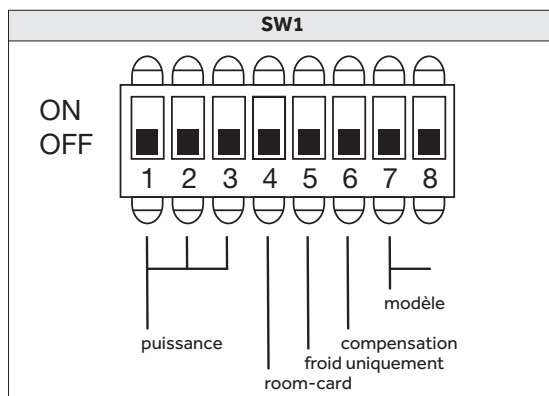 SW1
ON
OFF
1 2 3 4 5 6 7 8
modèle
puissance
compensation
froid uniquement
room-card